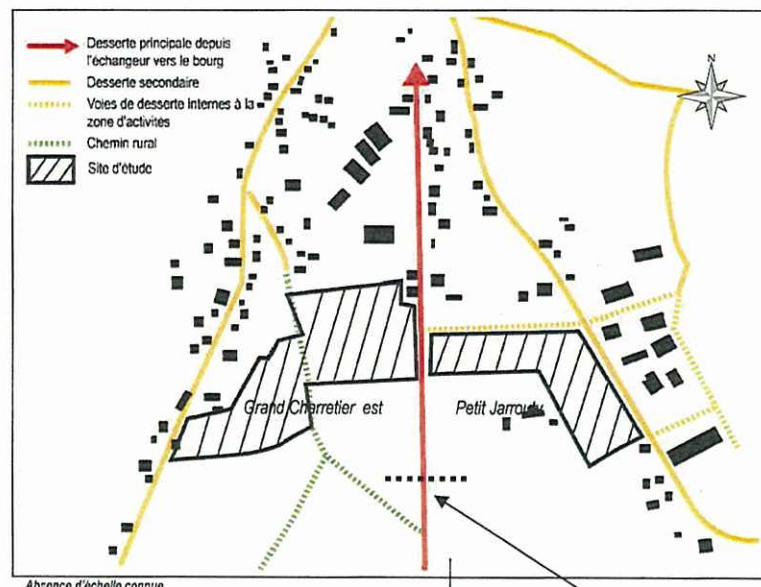 Desserte principale depuis
l'échangeur vers le bourg
Desserte secondaire
Voies de desserte internes à la
zone d'activités
Chemin rural
Site d'étude
N
Grand Charretier est
Petit Jarrouty
Absence d'échelle connue